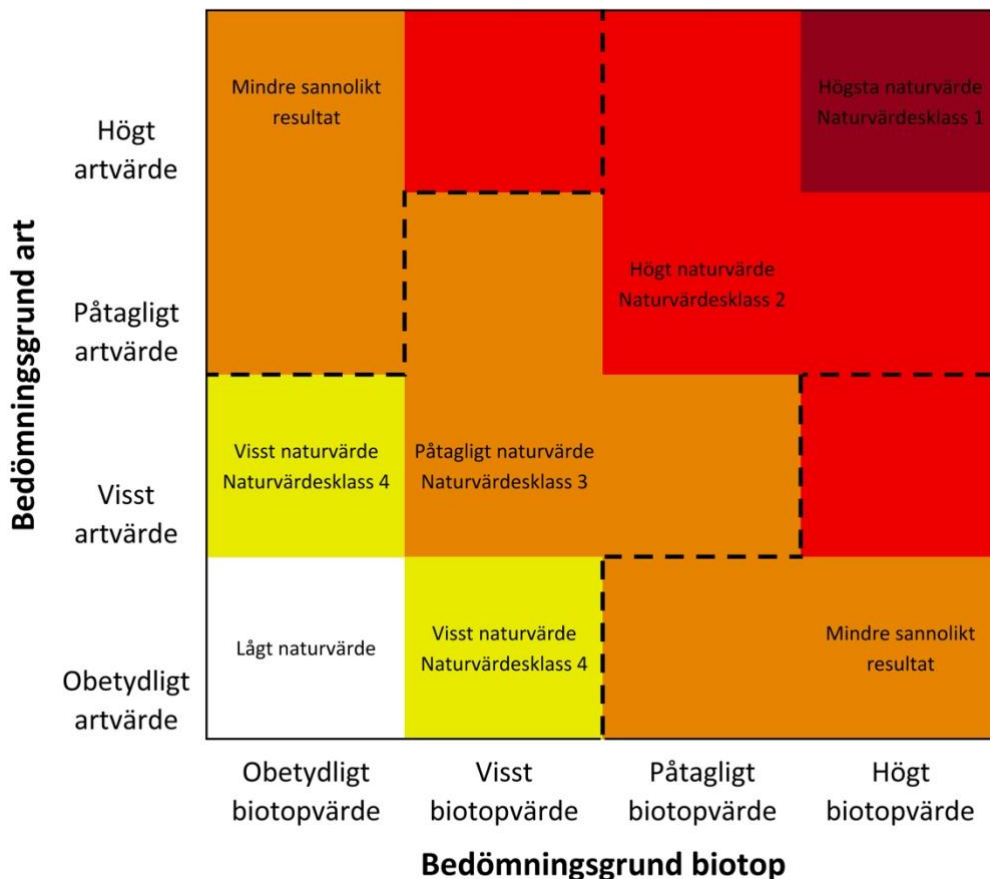 Bedömningsgrund art
Högt
artvärde
Mindre sannolikt
resultat
Högsta naturvärde
Naturvärdesklass 1
Påtagligt
artvärde
Högt naturvärde
Naturvärdesklass 2
Visst
artvärde
Visst naturvärde
Naturvärdesklass 4
Påtagligt naturvärde
Naturvärdesklass 3
Obetydligt
artvärde
Lågt naturvärde
Visst naturvärde
Naturvärdesklass 4
Mindre sannolikt
resultat
Obetydligt
biotopvärde
Visst
biotopvärde
Påtagligt
biotopvärde
Högt
biotopvärde
Bedömningsgrund biotop